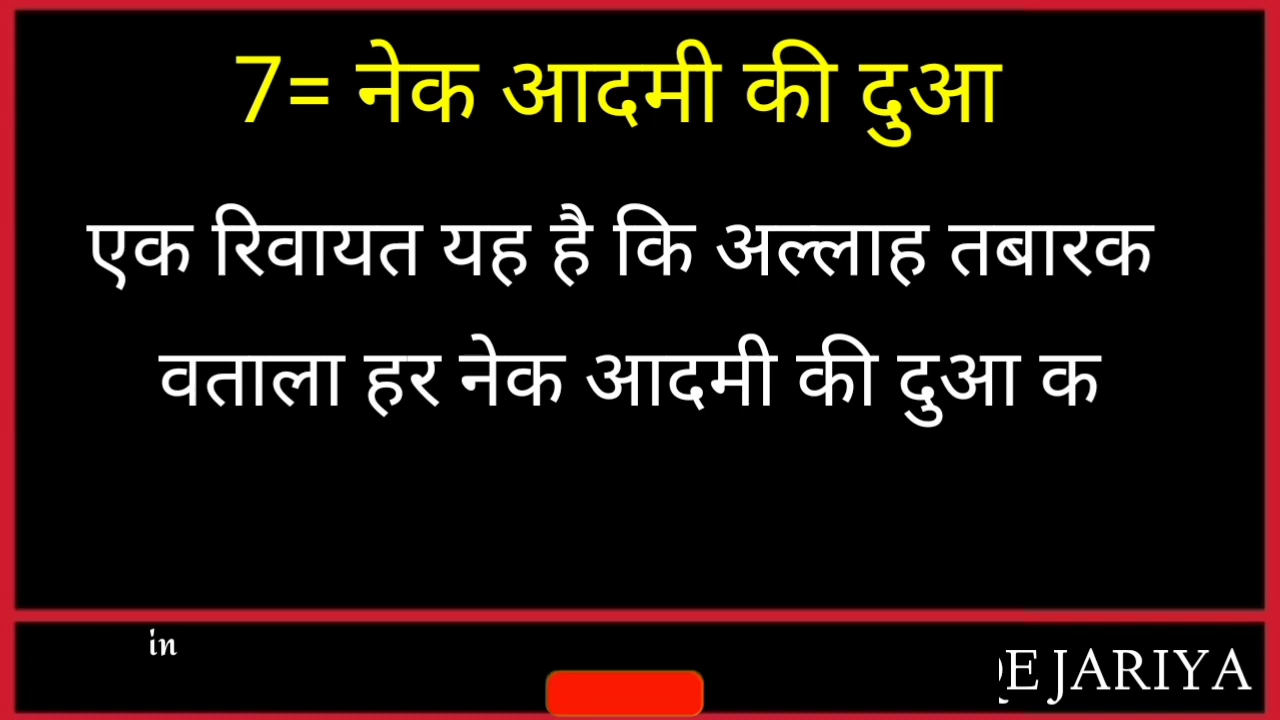 7= नेक आदमी की दुआ
एक रिवायत यह है कि अल्लाह तबारक
वताला हर नेक आदमी की दुआ क
in
E JARIYA